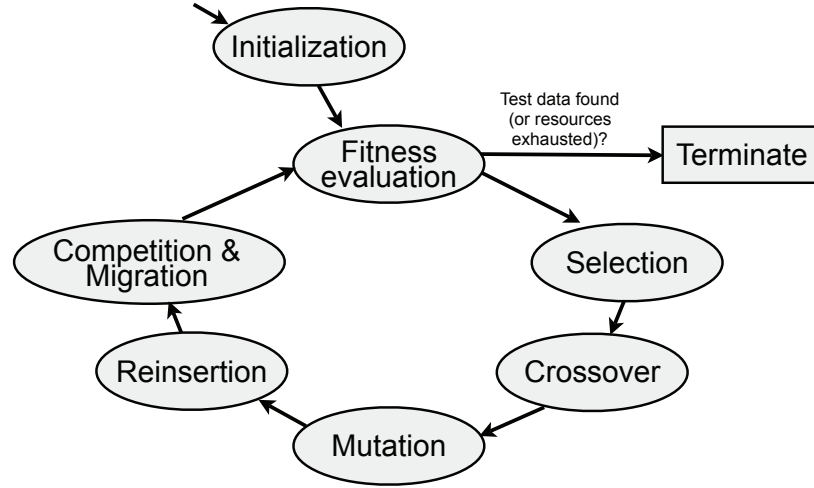 Initialization
Test data found
(or resources
exhausted)?
Fitness
evaluation
Terminate
Competition &
Migration
Selection
Reinsertion
Crossover
Mutation